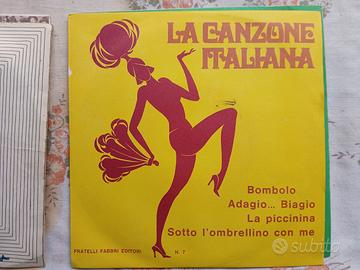 LA CANZONE
ITALIANA
Bombolo
Adagio... Biagio
La piccinina
Sotto l'ombrellino con me
FRATELLI FABBRI EDITORI N. 7
subito